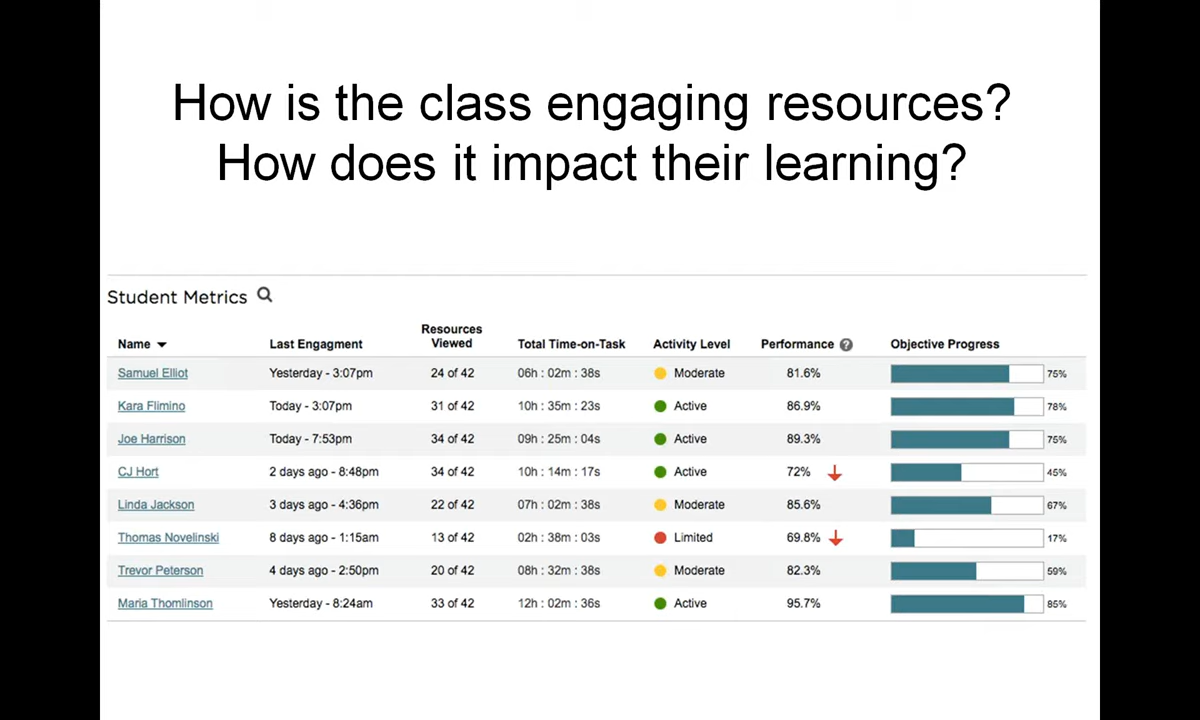 How is the class engaging resources?
How does it impact their learning?
Student Metrics
Name Last Engagment Resources Viewed Total Time-on-Task Activity Level Performance ? Objective Progress
Samuel Elliot Yesterday - 3:07pm 24 of 42 06h : 02m : 38s Moderate 81.6% 75%
Kara Flimino Today - 3:07pm 31 of 42 10h : 35m : 23s Active 86.9% 78%
Joe Harrison Today - 7:53pm 34 of 42 09h : 25m : 04s Active 89.3% 75%
CJ Hort 2 days ago - 8:48pm 34 of 42 10h : 14m : 17s Active 72% 45%
Linda Jackson 3 days ago - 4:36pm 22 of 42 07h : 02m : 38s Moderate 85.6% 67%
Thomas Novelinski 8 days ago - 1:15am 13 of 42 02h : 38m : 03s Limited 69.8% 17%
Trevor Peterson 4 days ago - 2:50pm 20 of 42 08h : 32m : 38s Moderate 82.3% 59%
Maria Thomlinson Yesterday - 8:24am 33 of 42 12h : 02m : 36s Active 95.7% 85%